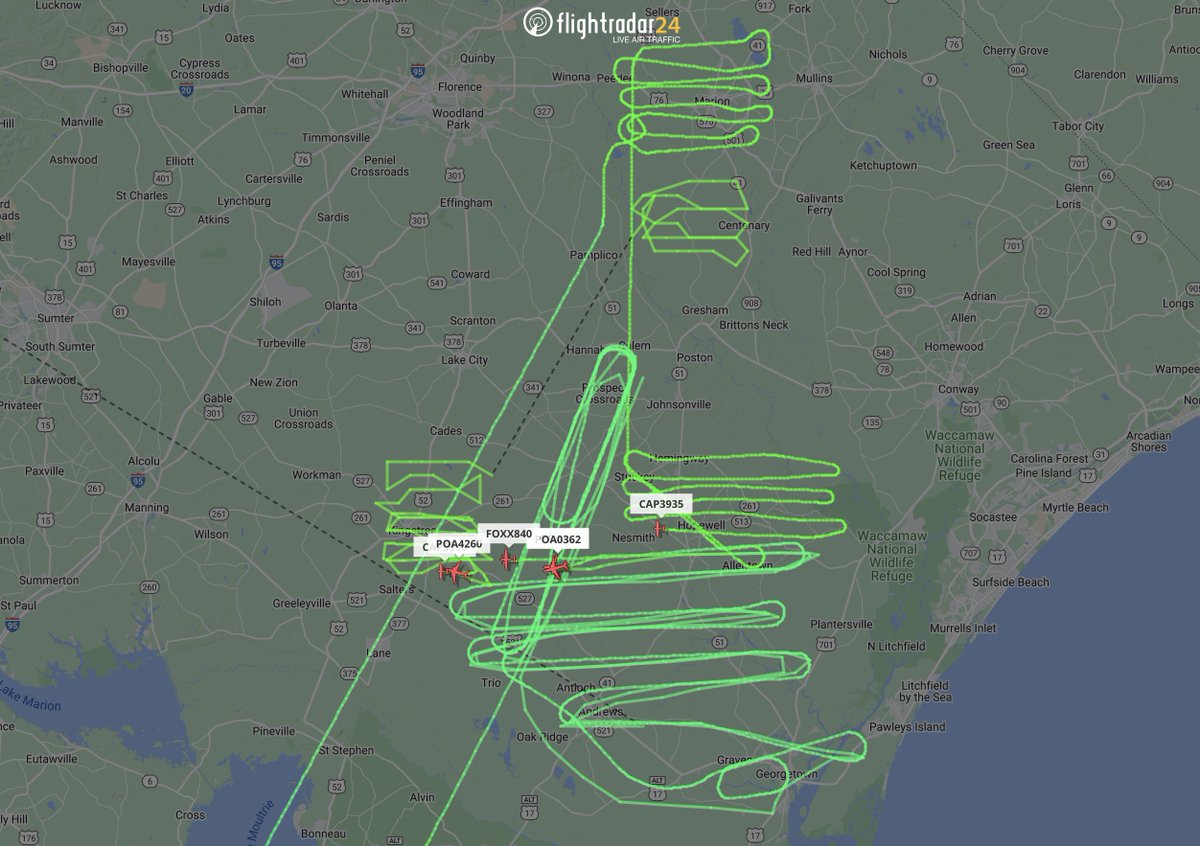 flightradar24
LIVE AIR TRAFFIC
Lucknow
Lydia
Sellers
Fork
Oates
Quinby
Nichols
Cherry Grove
Bishopville
Cypress
Crossroads
Winona
Peedee
Mullins
Clarendon
Williams
Whitehall
Florence
Marion
Manville
Lamar
Woodland
Park
Tabor City
Timmonsville
Ashwood
Elliott
Peniel
Crossroads
Ketchuptown
Green Sea
Cartersville
St Charles
Lynchburg
Effingham
Galivants
Ferry
Glenn
Loris
Atkins
Sardis
Centenary
Mayesville
Pamplico
Red Hill
Aynor
Coward
Cool Spring
Shiloh
Olanta
Gresham
Adrian
Longs
Sumter
Scranton
Brittons Neck
Allen
South Sumter
Turbeville
Lake City
Hannah
Salem
Poston
Homewood
Lakewood
New Zion
Prospect
Crossroads
Conway
Wampee
Privateer
Gable
Union
Crossroads
Johnsonville
Cades
Waccamaw
National
Wildlife
Refuge
Arcadian
Shores
Paxville
Alcolu
Workman
Hemingway
Stuckey
Carolina Forest
Pine Island
Manning
CAP3935
Myrtle Beach
Wilson
Kingstree
FOXX840
Nesmith
Hopewell
Socastee
POA4260
POA0362
Waccamaw
National
Wildlife
Refuge
Summerton
Salters
Allentown
Surfside Beach
St Paul
Greeleyville
Plantersville
Murrells Inlet
Lane
N Litchfield
Lake Marion
Trio
Antioch
Litchfield
by the Sea
Andrews
Pawleys Island
Pineville
St Stephen
Oak Ridge
Eutawville
Georgetown
Cross
Alvin
Moultrie
Bonneau